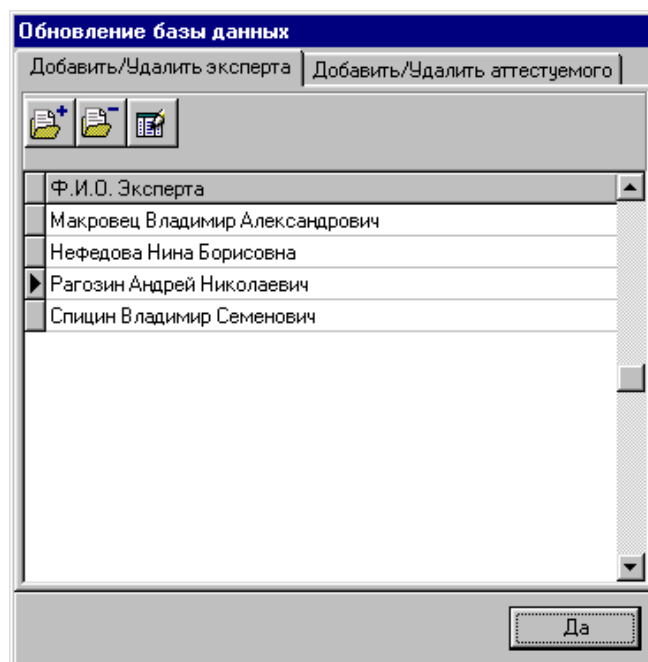 Обновление базы данных
Добавить/Удалить эксперта
Добавить/Удалить аттестуемого
Ф.И.О. Эксперта
Макровец Владимир Александрович
Нефедова Нина Борисовна
Рагозин Андрей Николаевич
Спицин Владимир Семенович
Да